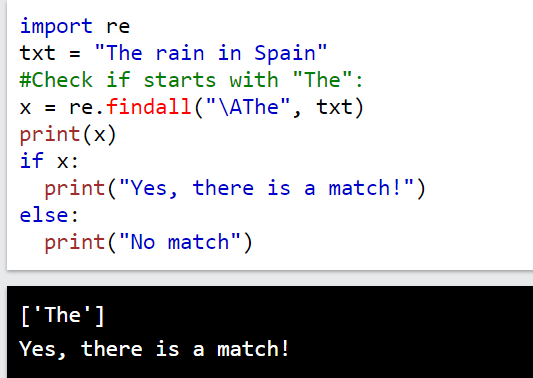 import re
txt = "The rain in Spain"
#Check if starts with "The":
x = re.findall("\AThe", txt)
print(x)
if x:
  print("Yes, there is a match!")
else:
  print("No match")
['The']
Yes, there is a match!